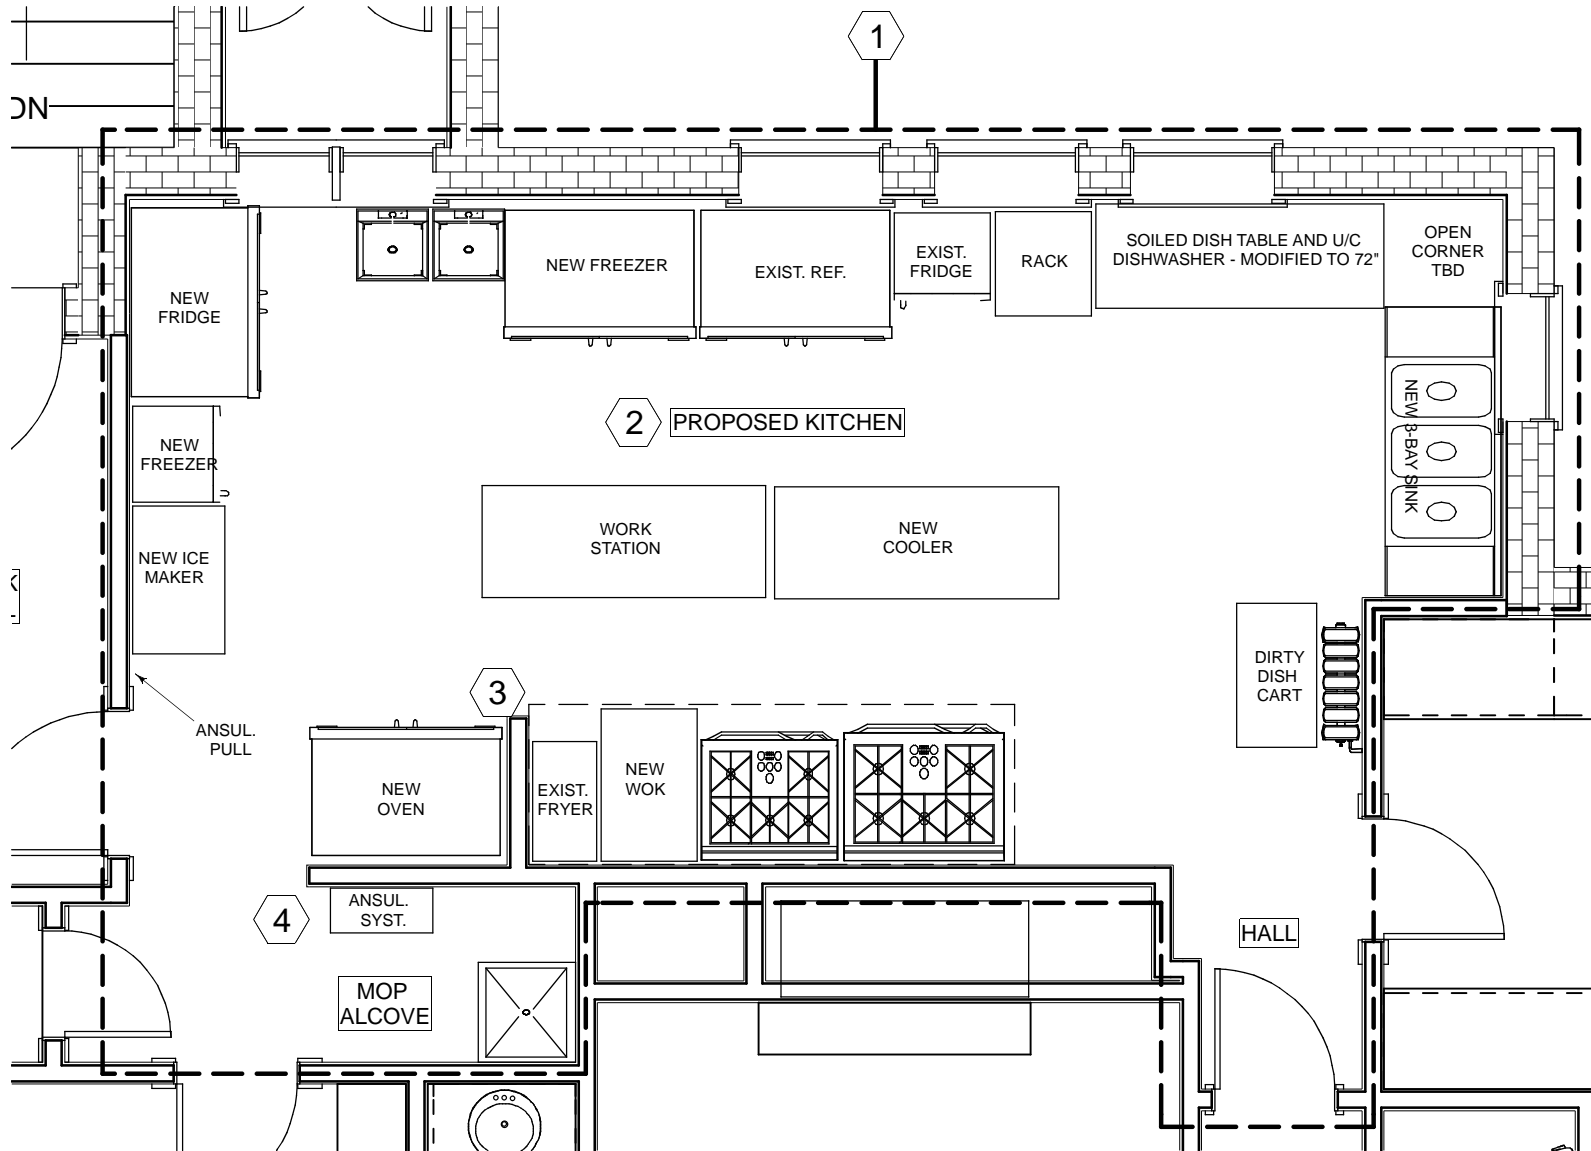 1
DN
NEW
FRIDGE
NEW FREEZER
EXIST. REF.
EXIST.
FRIDGE
RACK
SOILED DISH TABLE AND U/C
DISHWASHER - MODIFIED TO 72"
OPEN
CORNER
TBD
2
PROPOSED KITCHEN
NEW
FREEZER
NEW 3-BAY SINK
NEW ICE
MAKER
WORK
STATION
NEW
COOLER
DIRTY
DISH
CART
3
ANSUL.
PULL
NEW
OVEN
EXIST.
FRYER
NEW
WOK
4
ANSUL.
SYST.
HALL
MOP
ALCOVE